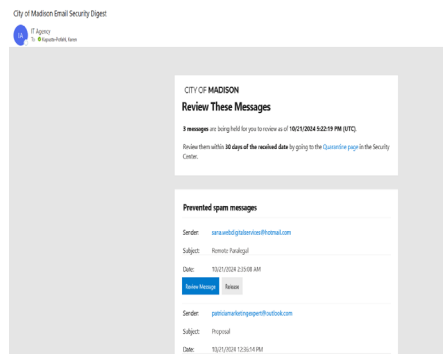 City of Madison Email Security Digest
IA
IT Agency
To
CITY OF MADISON
Review These Messages
3 messages are being held for you to review as of 10/21/2024 5:22:19 PM (UTC).
Review them within 30 days of the received date by going to the Quarantine page in the Security
Center.
Prevented spam messages
Sender: sana.webdigitalservices@hotmail.com
Subject: Remote Paralegal
Date: 10/21/2024 2:35:08 AM
Review Message Release
Sender: patriciamarketingexpert@outlook.com
Subject: Proposal
Date: 10/21/2024 12:36:14 PM